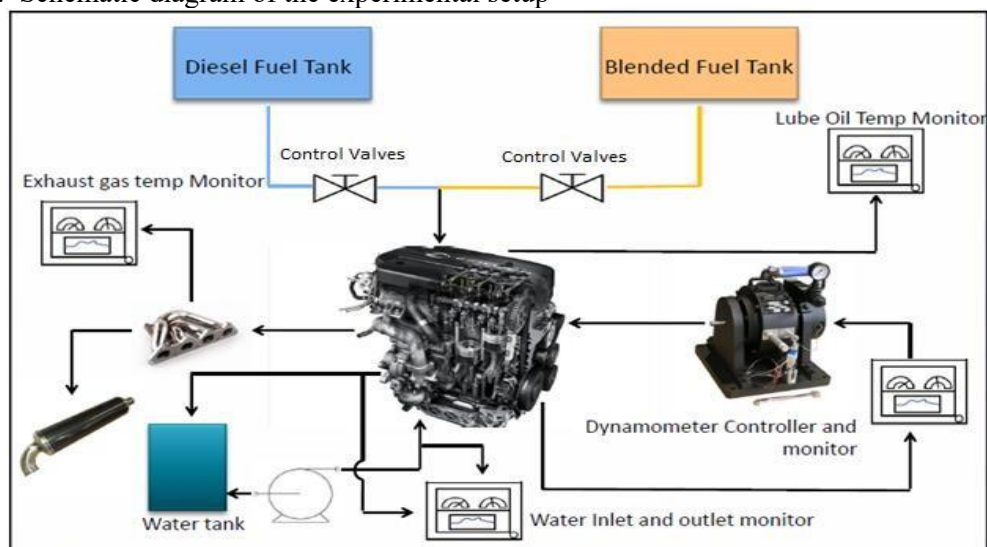 Schematic diagram of the experimental setup
Diesel Fuel Tank
Blended Fuel Tank
Lube Oil Temp Monitor
Control Valves
Control Valves
Exhaust gas temp Monitor
Dynamometer Controller and
monitor
Water tank
Water Inlet and outlet monitor